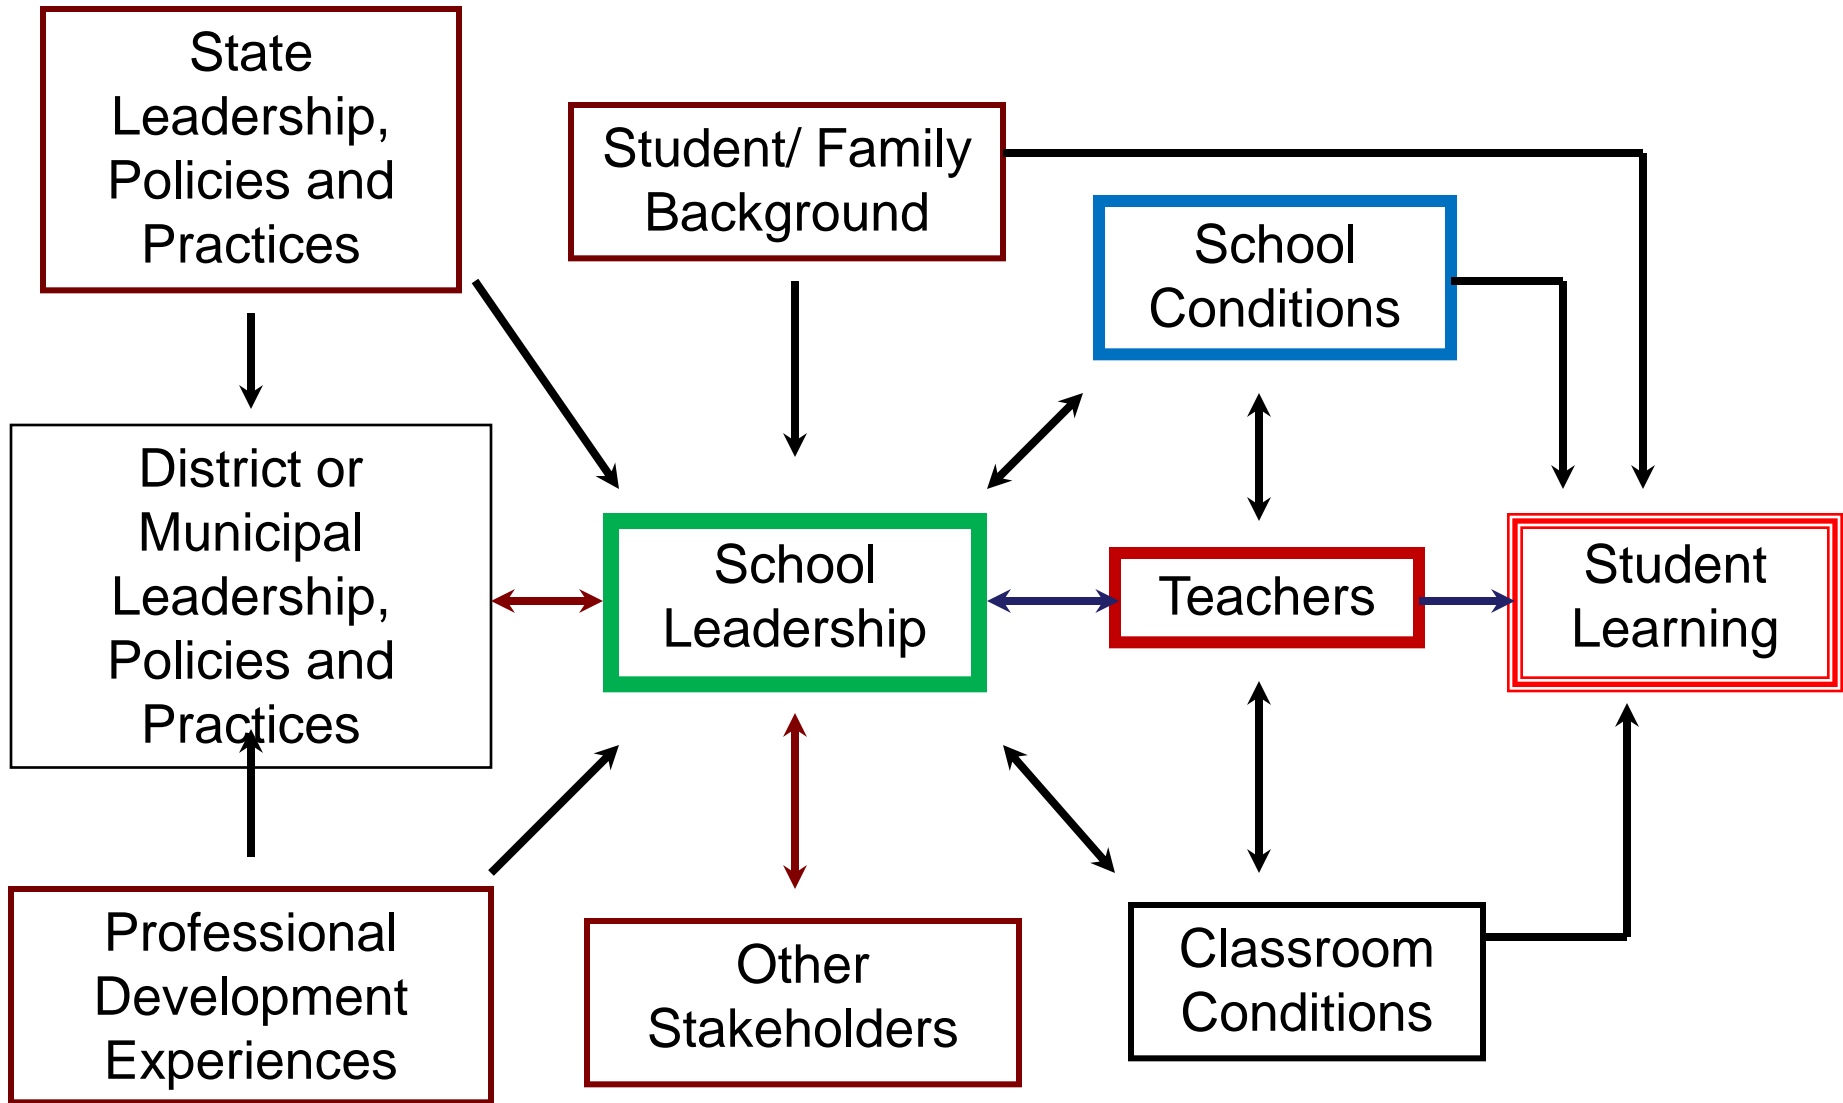 State
Leadership,
Policies and
Practices
Student/ Family
Background
School
Conditions
District or
Municipal
Leadership,
Policies and
Practices
School
Leadership
Teachers
Student
Learning
Professional
Development
Experiences
Other
Stakeholders
Classroom
Conditions